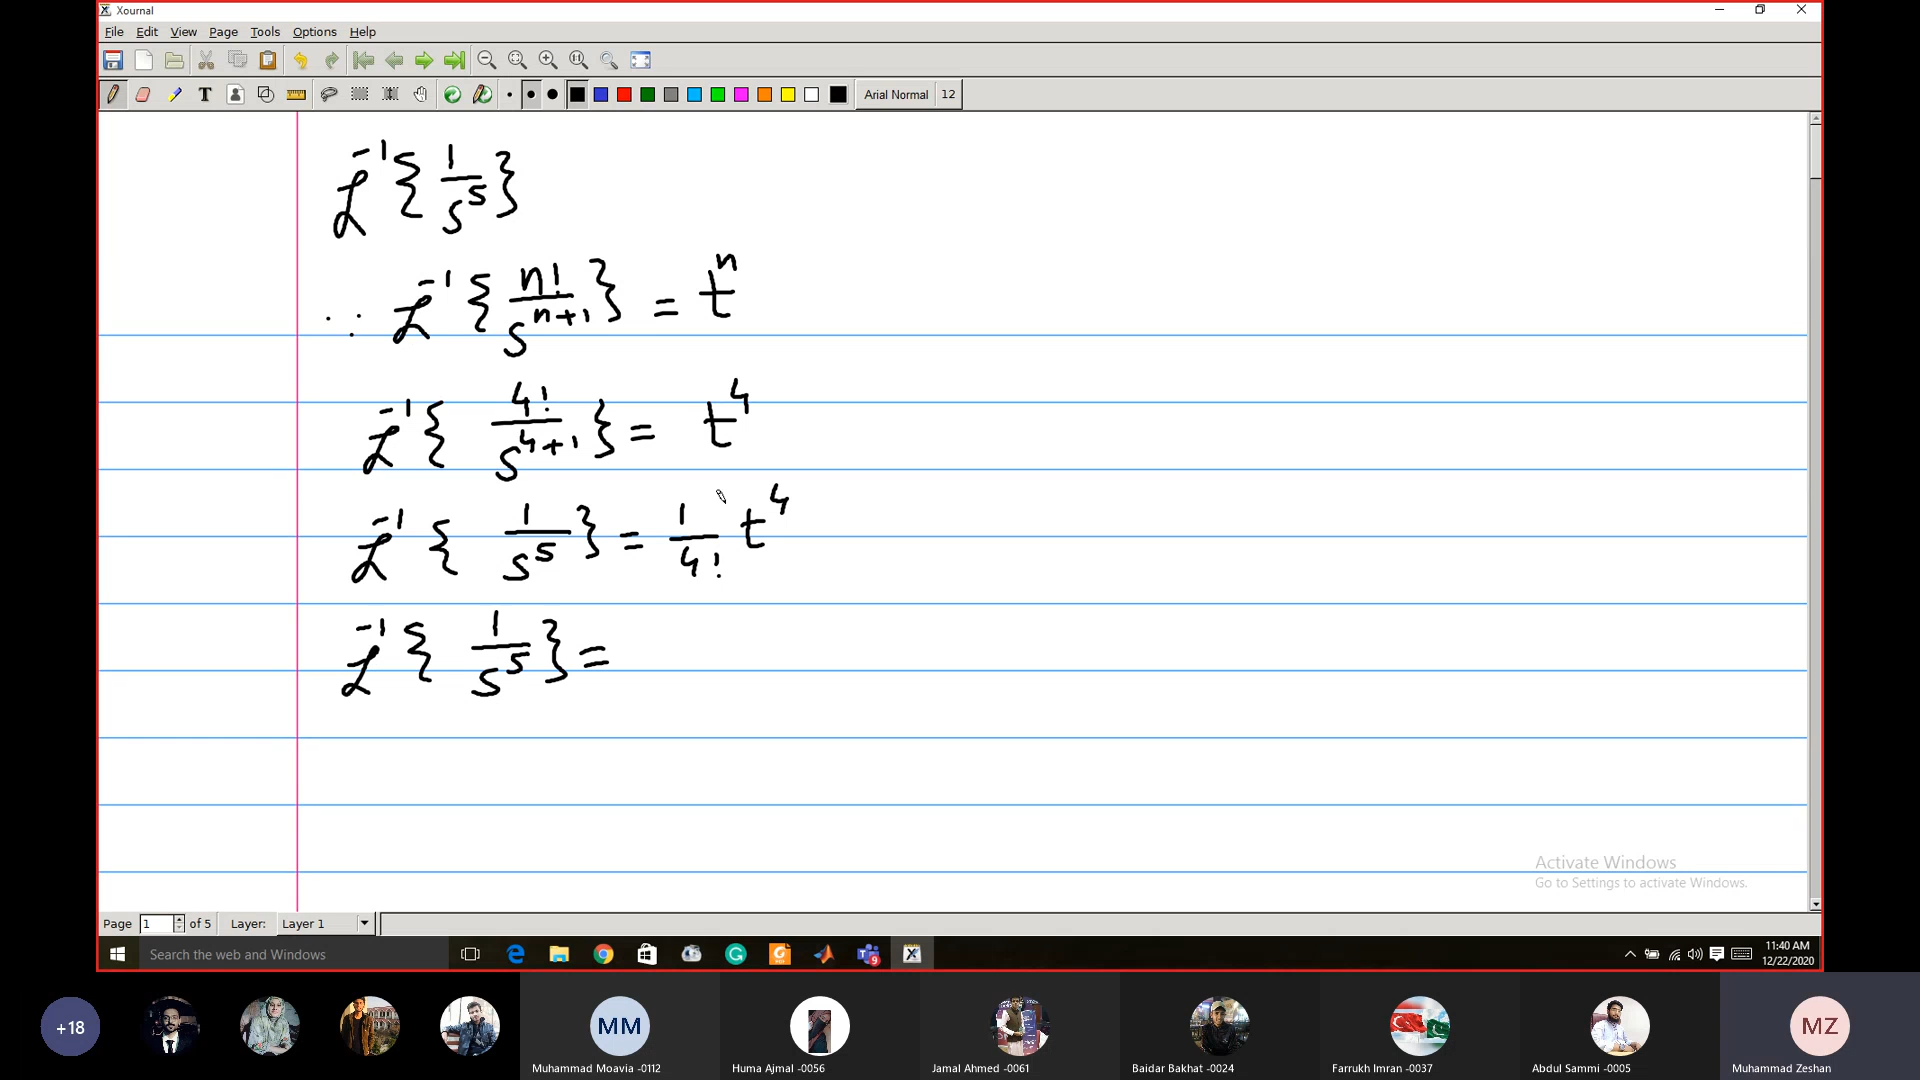 Xournal
File Edit View Page Tools Options Help
T Arial Normal 12
ℒ⁻¹{1/s⁵}
∵ ℒ⁻¹{n!/sⁿ⁺¹} = tⁿ
ℒ⁻¹{4!/s⁴⁺¹} = t⁴
ℒ⁻¹{1/s⁵} = 1/4! t⁴
ℒ⁻¹{1/s⁵} =
Activate Windows
Go to Settings to activate Windows.
Page 1 of 5 Layer: Layer 1
Search the web and Windows
9
11:40 AM
12/22/2020
+18
MM
MZ
Muhammad Moavia -0112
Huma Ajmal -0056
Jamal Ahmed -0061
Baidar Bakhat -0024
Farrukh Imran -0037
Abdul Sammi -0005
Muhammad Zeshan